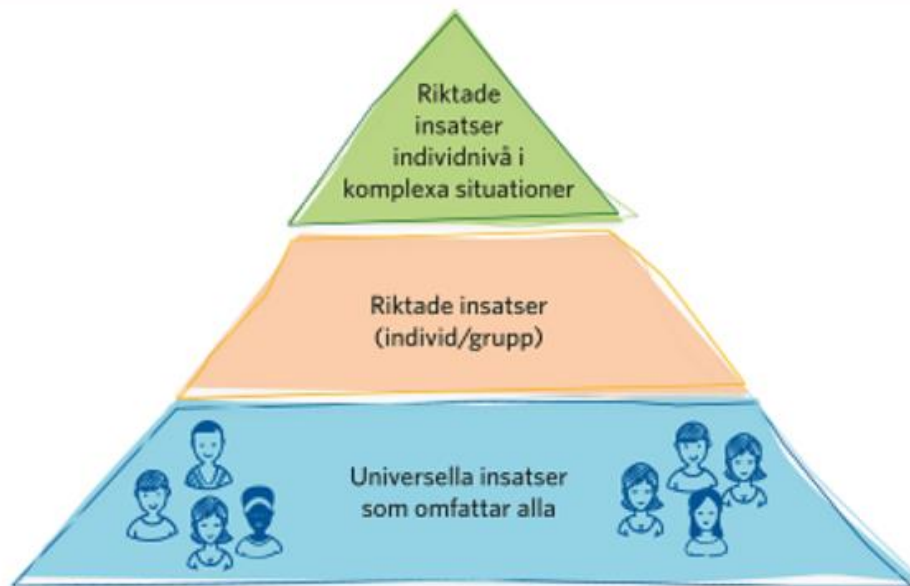 Riktade
insatser
individnivå i
komplexa situationer
Riktade insatser
(individ/grupp)
Universella insatser
som omfattar alla